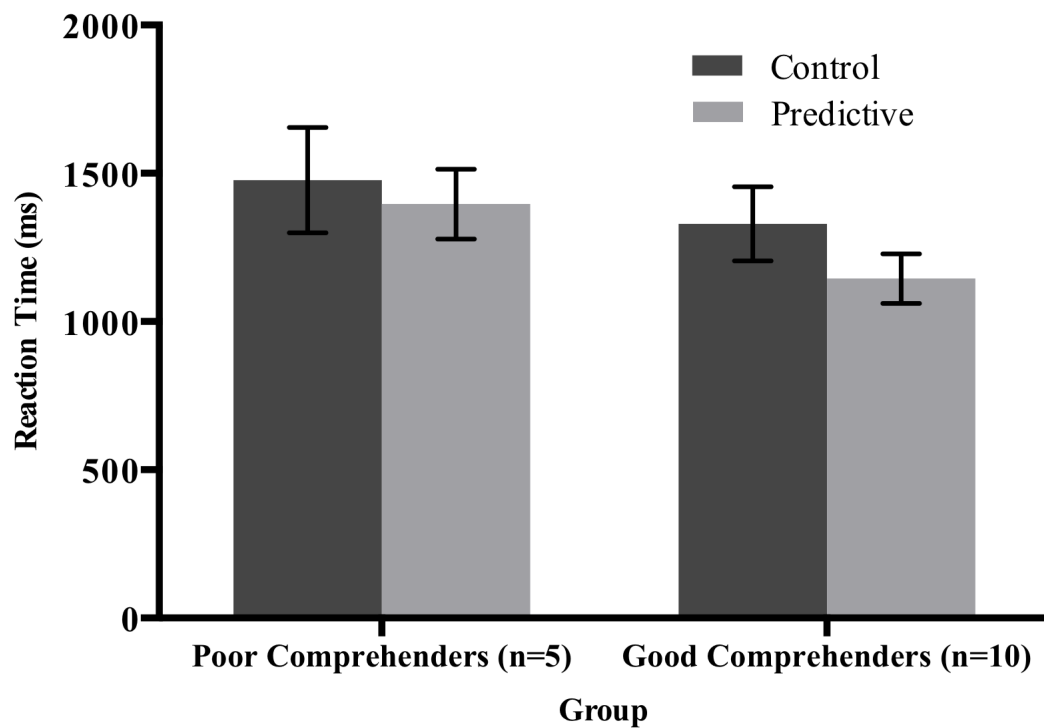 2000
1500
1000
500
0
Reaction Time (ms)
Control
Predictive
Poor Comprehenders (n=5)
Good Comprehenders (n=10)
Group